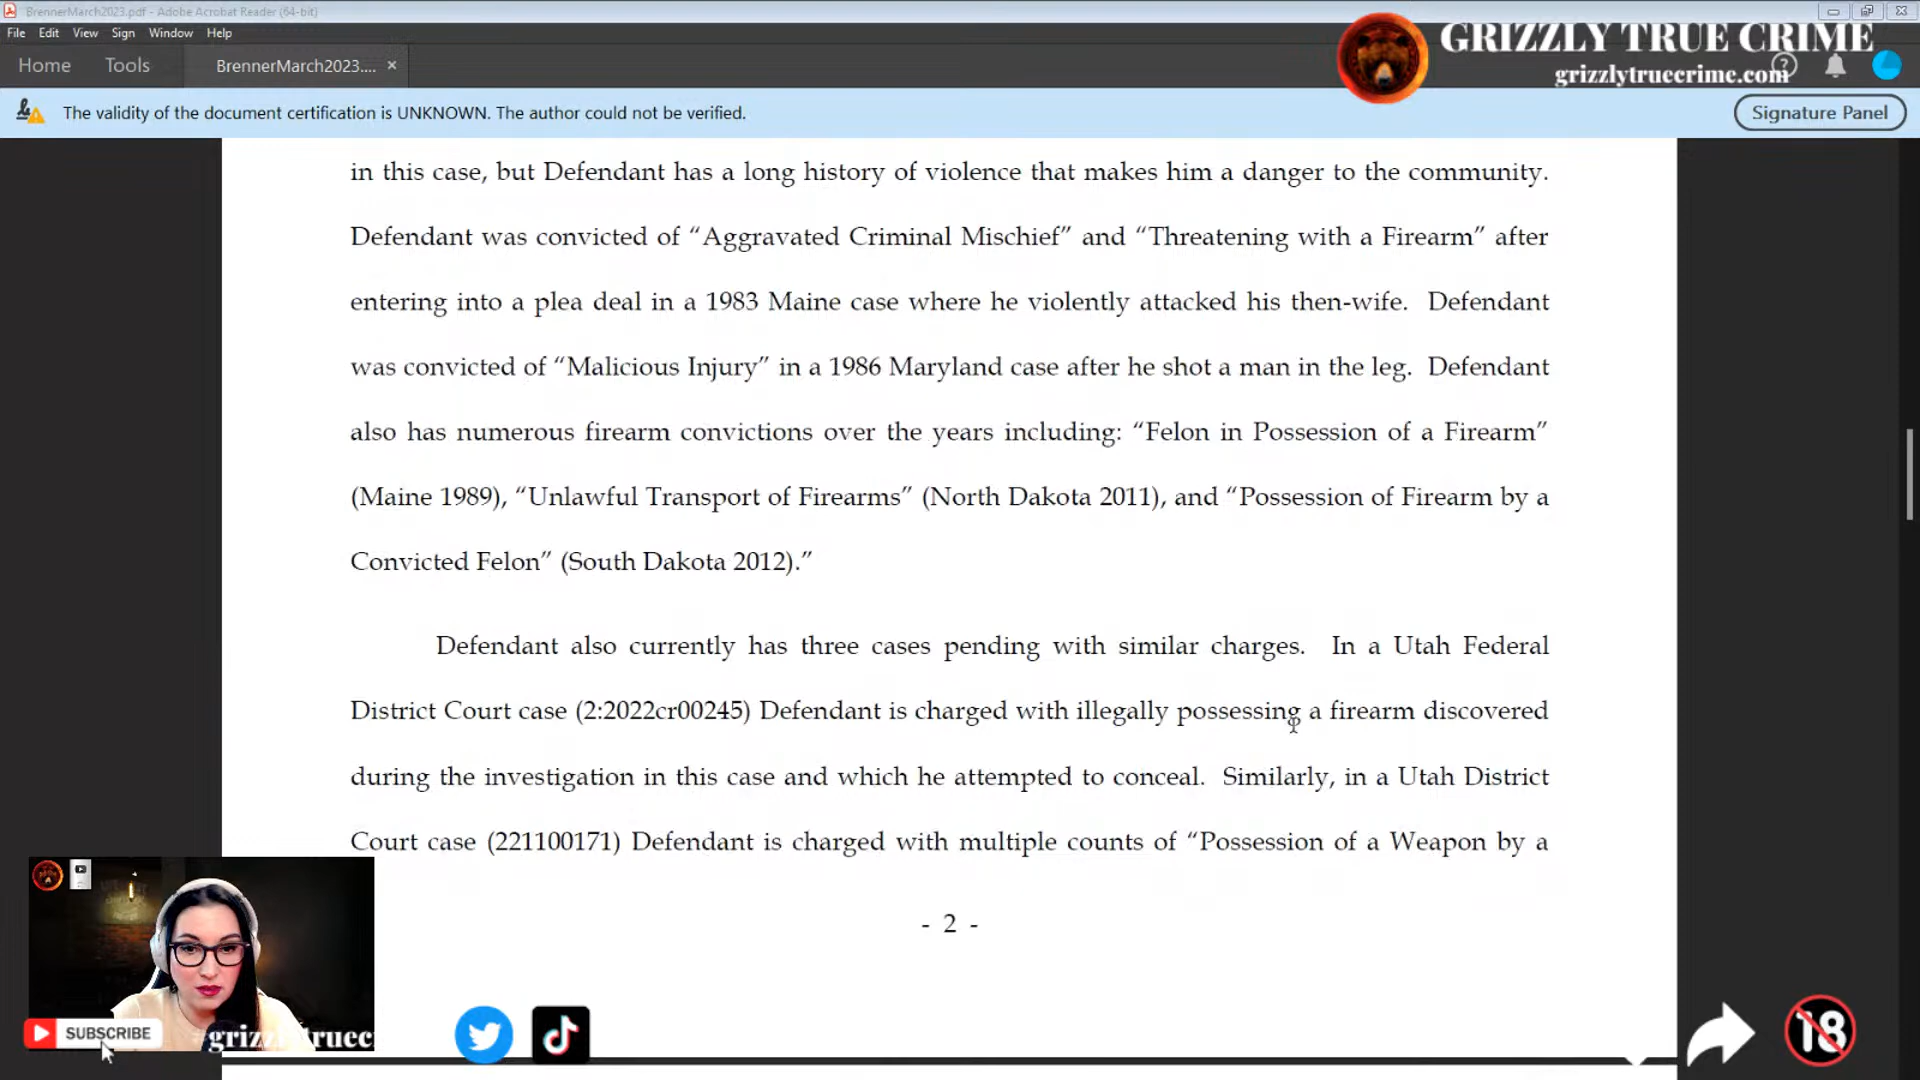 BrennerMarch2023.pdf - Adobe Acrobat Reader (64-bit)
File Edit View Sign Window Help
GRIZZLY TRUE CRIME
grizzlytruecrime.com
Home Tools BrennerMarch2023.... ×
The validity of the document certification is UNKNOWN. The author could not be verified.
Signature Panel
in this case, but Defendant has a long history of violence that makes him a danger to the community.
Defendant was convicted of “Aggravated Criminal Mischief” and “Threatening with a Firearm” after
entering into a plea deal in a 1983 Maine case where he violently attacked his then-wife. Defendant
was convicted of “Malicious Injury” in a 1986 Maryland case after he shot a man in the leg. Defendant
also has numerous firearm convictions over the years including: “Felon in Possession of a Firearm”
(Maine 1989), “Unlawful Transport of Firearms” (North Dakota 2011), and “Possession of Firearm by a
Convicted Felon” (South Dakota 2012).”
Defendant also currently has three cases pending with similar charges. In a Utah Federal
District Court case (2:2022cr00245) Defendant is charged with illegally possessing a firearm discovered
during the investigation in this case and which he attempted to conceal. Similarly, in a Utah District
Court case (221100171) Defendant is charged with multiple counts of “Possession of a Weapon by a
- 2 -
SUBSCRIBE
#grizzlytruecri
18